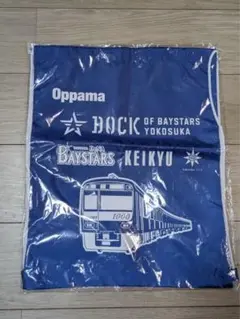 Oppama
DOCK OF BAYSTARS
YOKOSUKA
BAYSTARS KEIKYU
1000